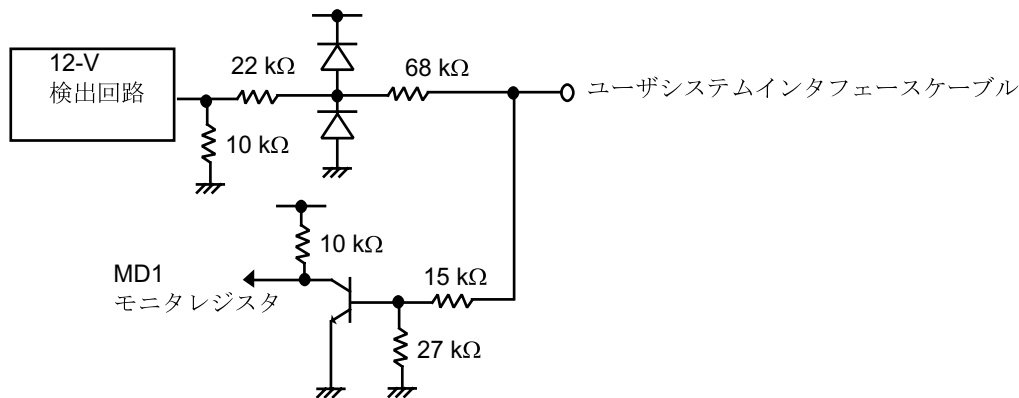 12-V
検出回路
22 kΩ
68 kΩ
ユーザシステムインタフェースケーブル
10 kΩ
10 kΩ
MD1
モニタレジスタ
15 kΩ
27 kΩ